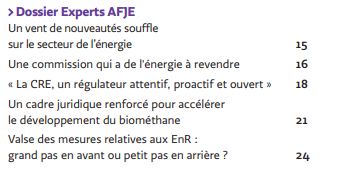 > Dossier Experts AFJE
Un vent de nouveautés souffle
sur le secteur de l'énergie 15
Une commission qui a de l'énergie à revendre 16
« La CRE, un régulateur attentif, proactif et ouvert » 18
Un cadre juridique renforcé pour accélérer
le développement du biométhane 21
Valse des mesures relatives aux EnR :
grand pas en avant ou petit pas en arrière ? 24